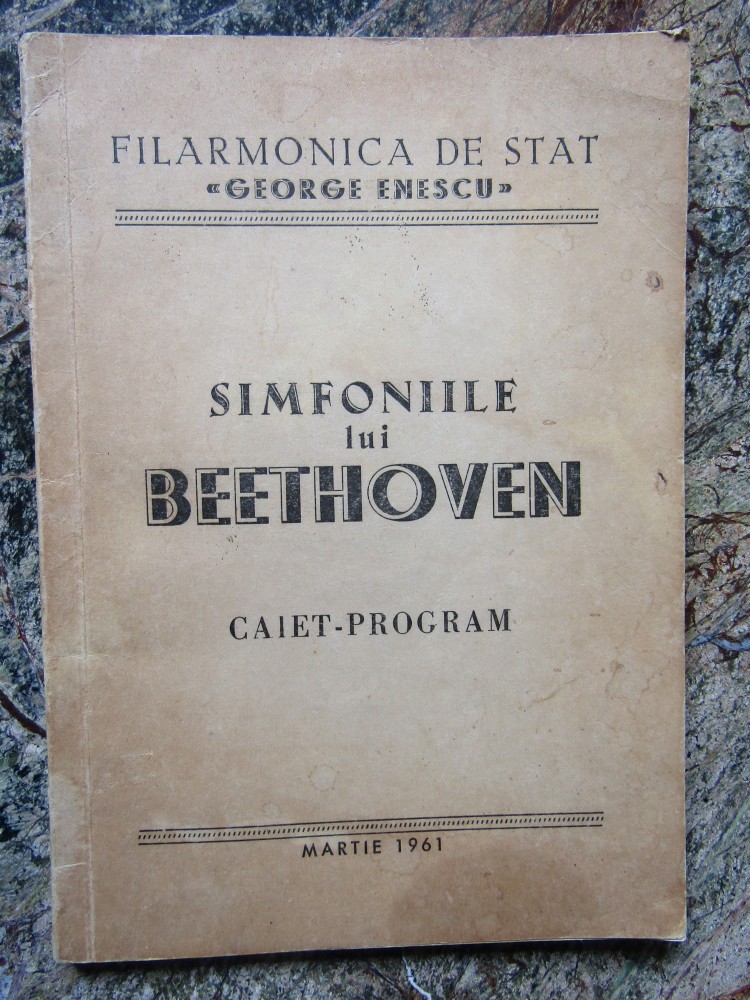 FILARMONICA DE STAT
«GEORGE ENESCU»
SIMFONIILE
lui
BEETHOVEN
CAIET-PROGRAM
MARTIE 1961